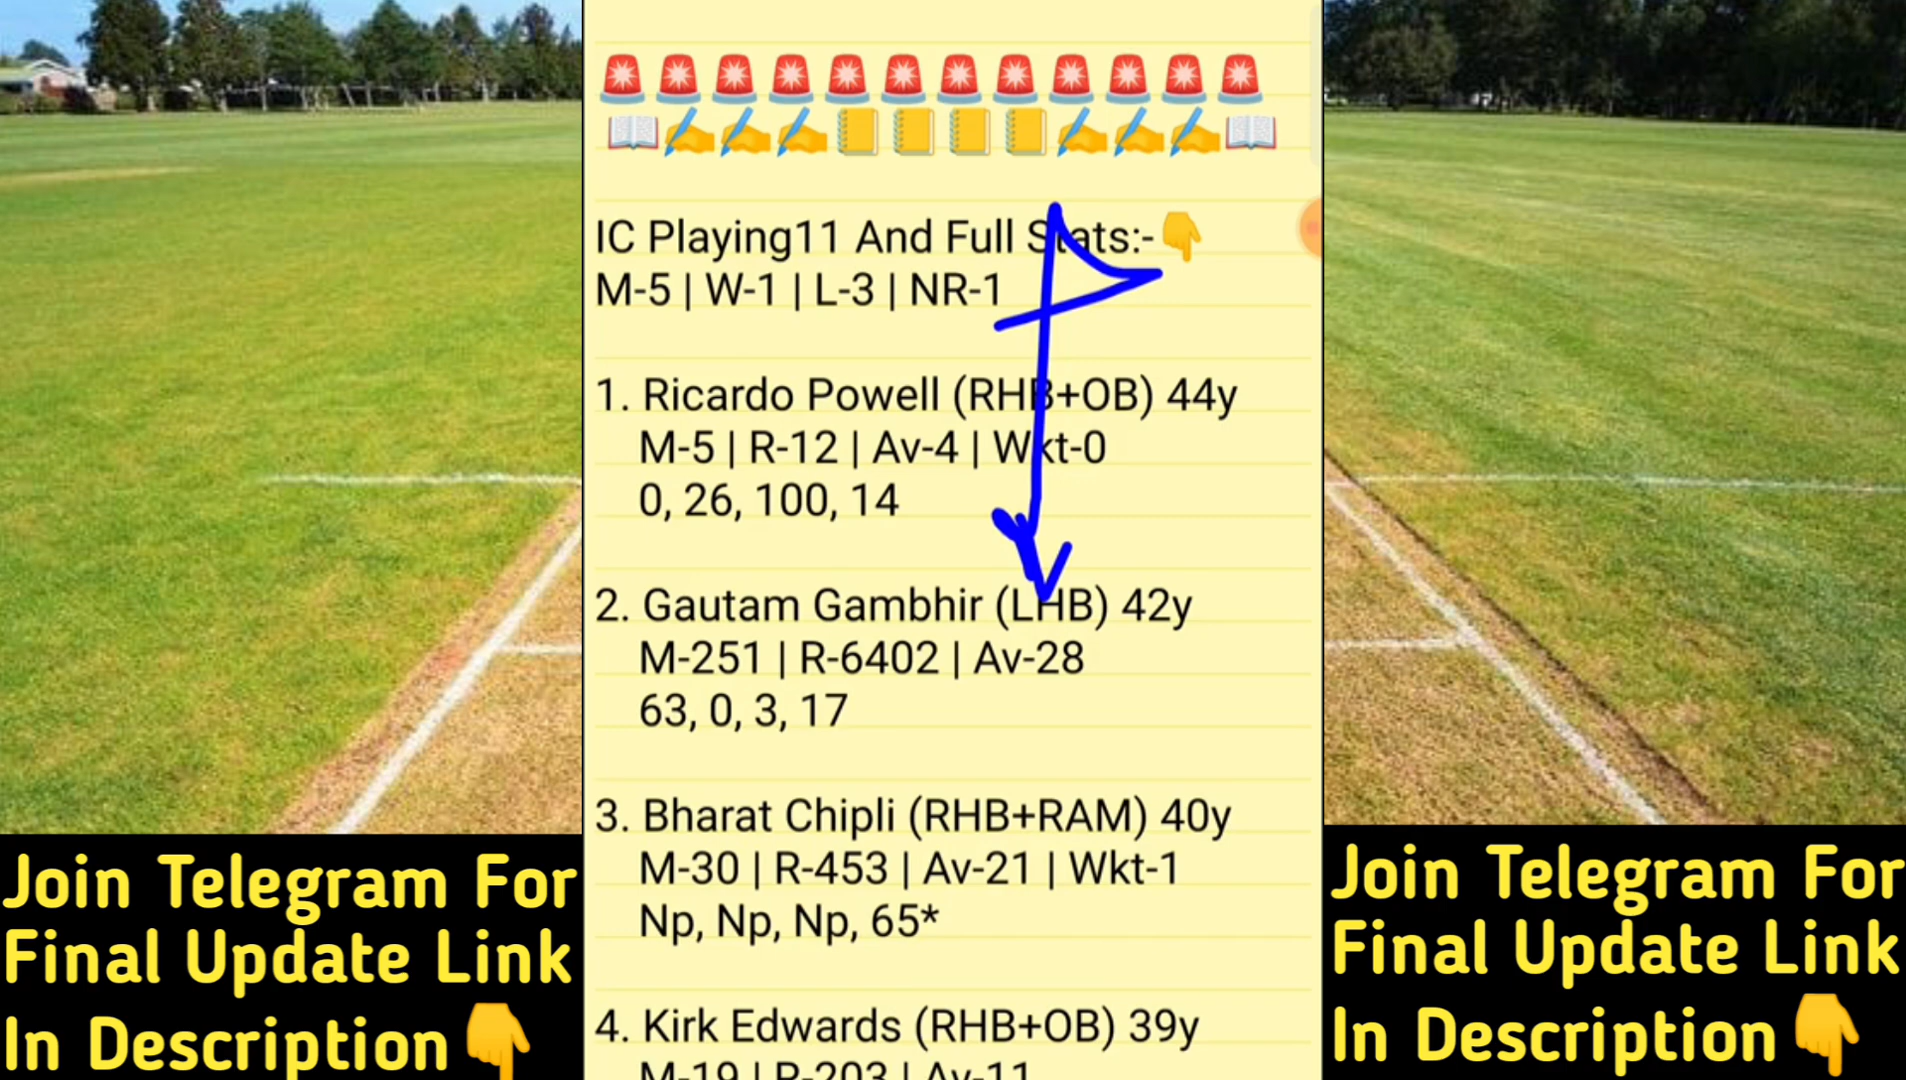 IC Playing11 And Full Stats:-👇
M-5 | W-1 | L-3 | NR-1
1. Ricardo Powell (RHB+OB) 44y
M-5 | R-12 | Av-4 | Wkt-0
0, 26, 100, 14
2. Gautam Gambhir (LHB) 42y
M-251 | R-6402 | Av-28
63, 0, 3, 17
3. Bharat Chipli (RHB+RAM) 40y
M-30 | R-453 | Av-21 | Wkt-1
Np, Np, Np, 65*
4. Kirk Edwards (RHB+OB) 39y
M-19 | R-203 | Av-11
Join Telegram For
Final Update Link
In Description👇
Join Telegram For
Final Update Link
In Description👇